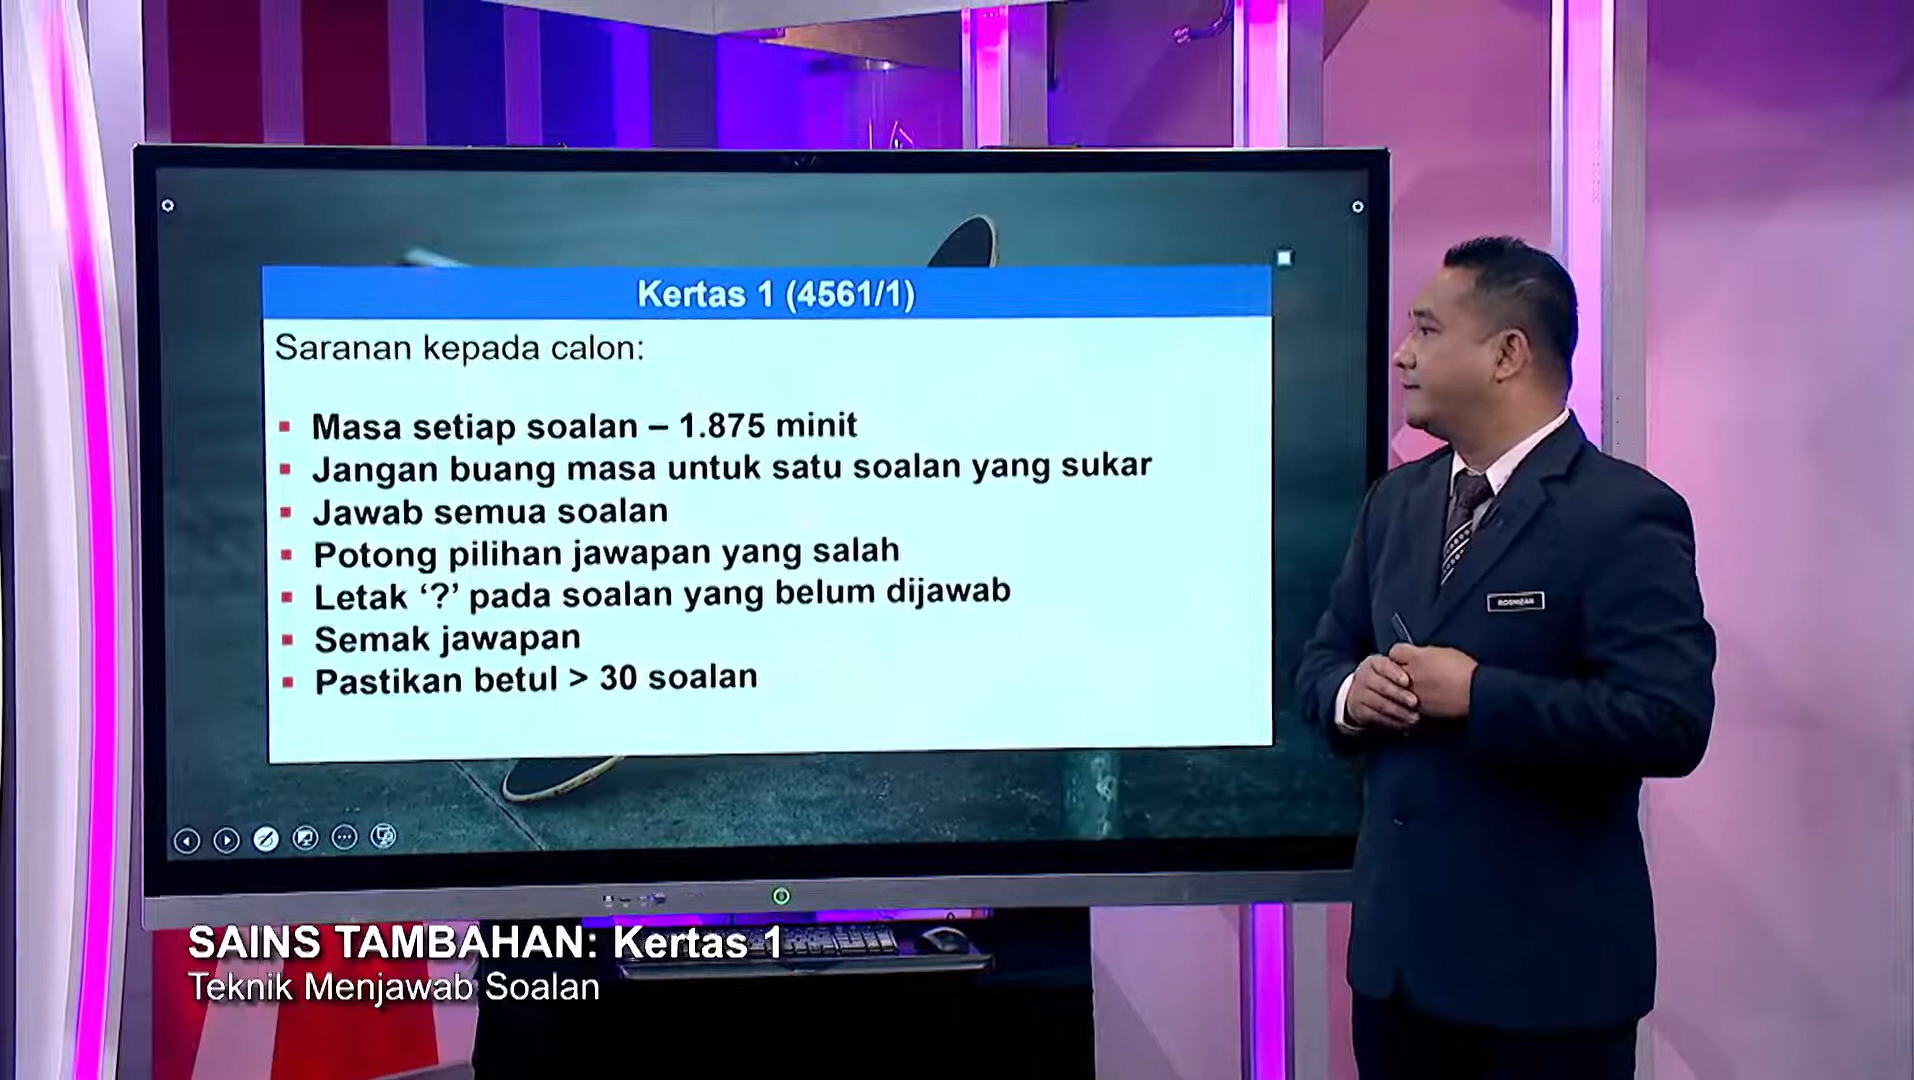 Kertas 1 (4561/1)
Saranan kepada calon:
Masa setiap soalan – 1.875 minit
Jangan buang masa untuk satu soalan yang sukar
Jawab semua soalan
Potong pilihan jawapan yang salah
Letak ‘?’ pada soalan yang belum dijawab
Semak jawapan
Pastikan betul > 30 soalan
ROSNIZAN
SAINS TAMBAHAN: Kertas 1
Teknik Menjawab Soalan